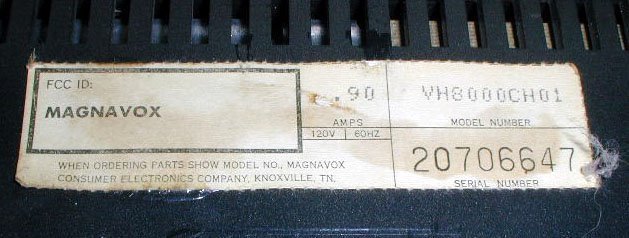 FCC ID:
MAGNAVOX
.90
AMPS
120V | 60HZ
VH8000CH01
MODEL NUMBER
20706647
SERIAL NUMBER
WHEN ORDERING PARTS SHOW MODEL NO., MAGNAVOX
CONSUMER ELECTRONICS COMPANY, KNOXVILLE, TN.